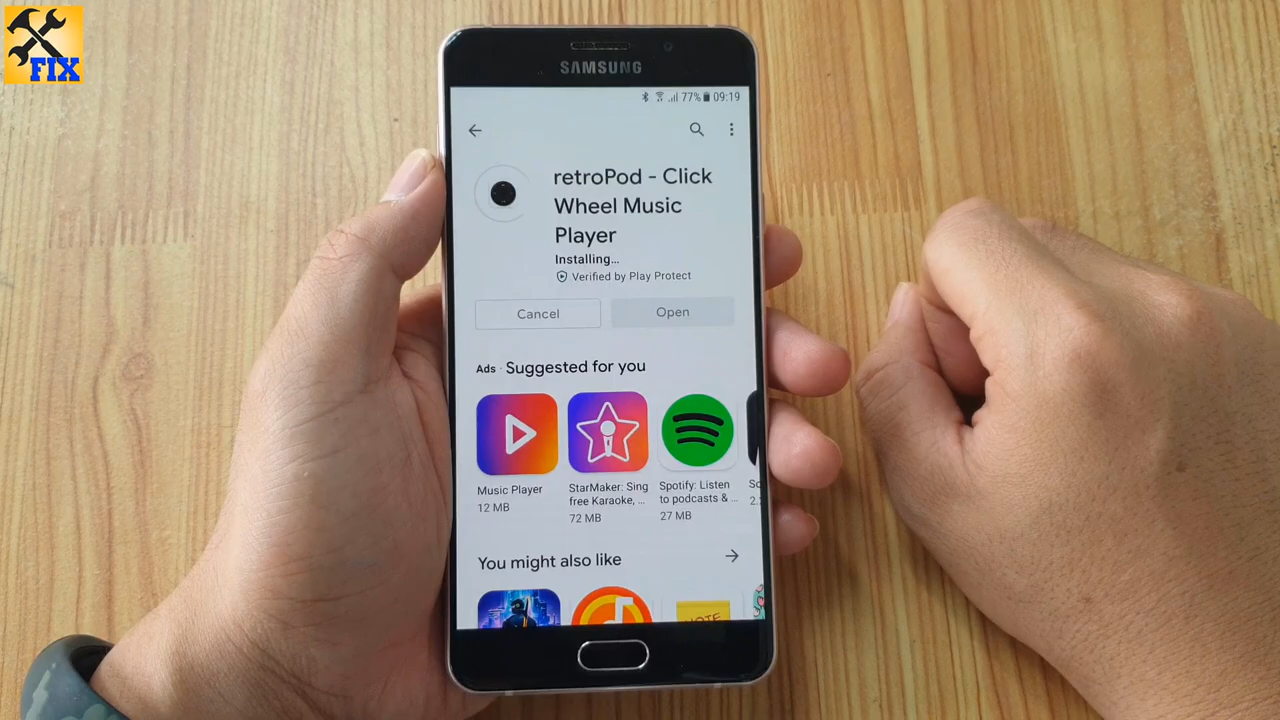 FIX
SAMSUNG
77% 09:19
retroPod - Click
Wheel Music
Player
Installing...
Verified by Play Protect
Cancel
Open
Ads · Suggested for you
Music Player
12 MB
StarMaker: Sing
free Karaoke, ...
72 MB
Spotify: Listen
to podcasts & ...
27 MB
You might also like
NOTE